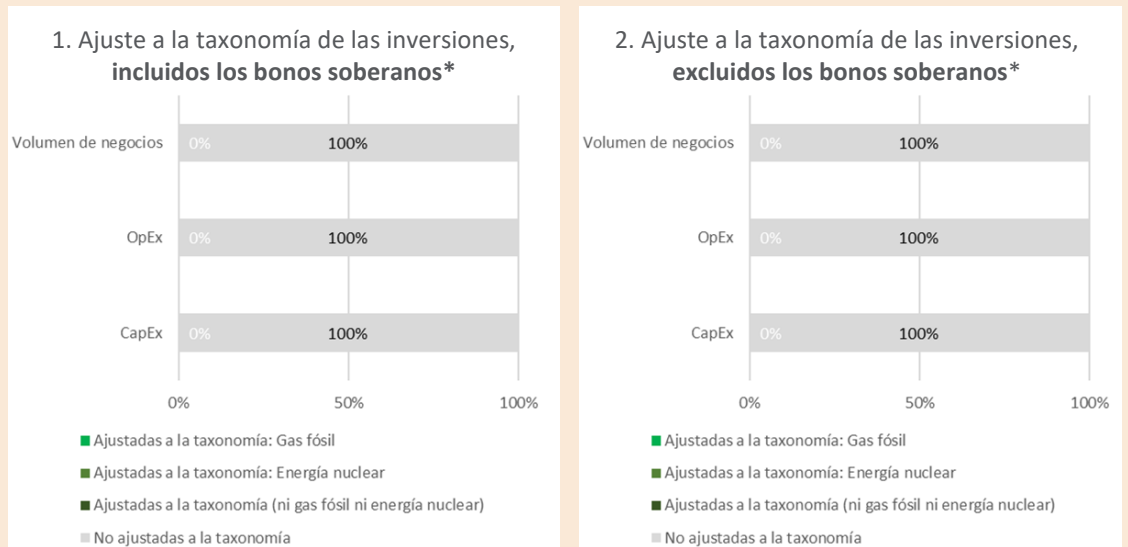 1. Ajuste a la taxonomía de las inversiones,
incluidos los bonos soberanos*
Volumen de negocios 0% 100%
OpEx 0% 100%
CapEx 0% 100%
0% 50% 100%
Ajustadas a la taxonomía: Gas fósil
Ajustadas a la taxonomía: Energía nuclear
Ajustadas a la taxonomía (ni gas fósil ni energía nuclear)
No ajustadas a la taxonomía
2. Ajuste a la taxonomía de las inversiones,
excluidos los bonos soberanos*
Volumen de negocios 0% 100%
OpEx 0% 100%
CapEx 0% 100%
0% 50% 100%
Ajustadas a la taxonomía: Gas fósil
Ajustadas a la taxonomía: Energía nuclear
Ajustadas a la taxonomía (ni gas fósil ni energía nuclear)
No ajustadas a la taxonomía